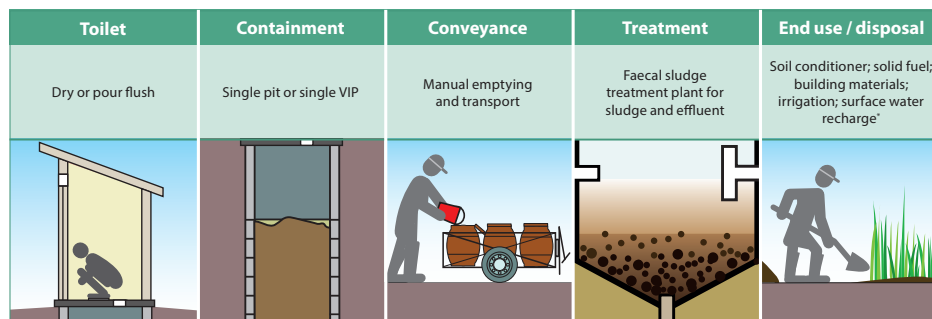 Toilet
Containment
Conveyance
Treatment
End use / disposal
Dry or pour flush
Single pit or single VIP
Manual emptying
and transport
Faecal sludge
treatment plant for
sludge and effluent
Soil conditioner; solid fuel;
building materials;
irrigation; surface water
recharge*